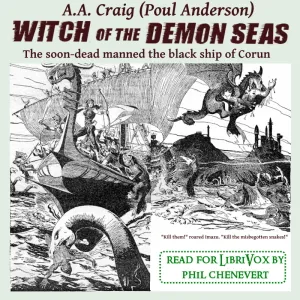 A.A. Craig (Poul Anderson)
WITCH OF THE DEMON SEAS
The soon-dead manned the black ship of Corun
"Kill them!" roared Imazu. "Kill the misbegotten snakes!"
READ FOR LIBRIVOX BY
PHIL CHENEVERT